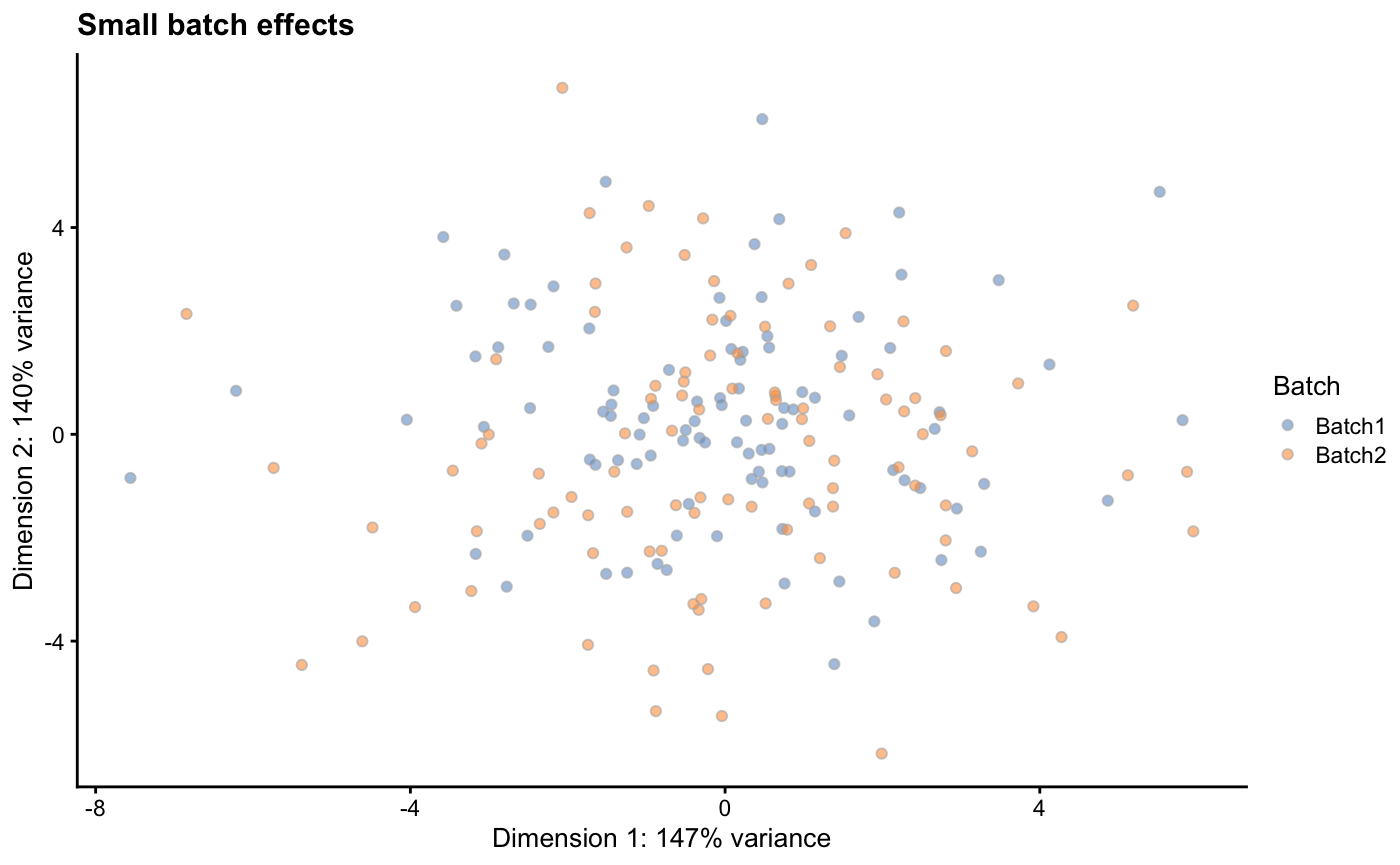 Small batch effects
Dimension 2: 140% variance
4
0
-4
-8
-4
0
4
Dimension 1: 147% variance
Batch
Batch1
Batch2